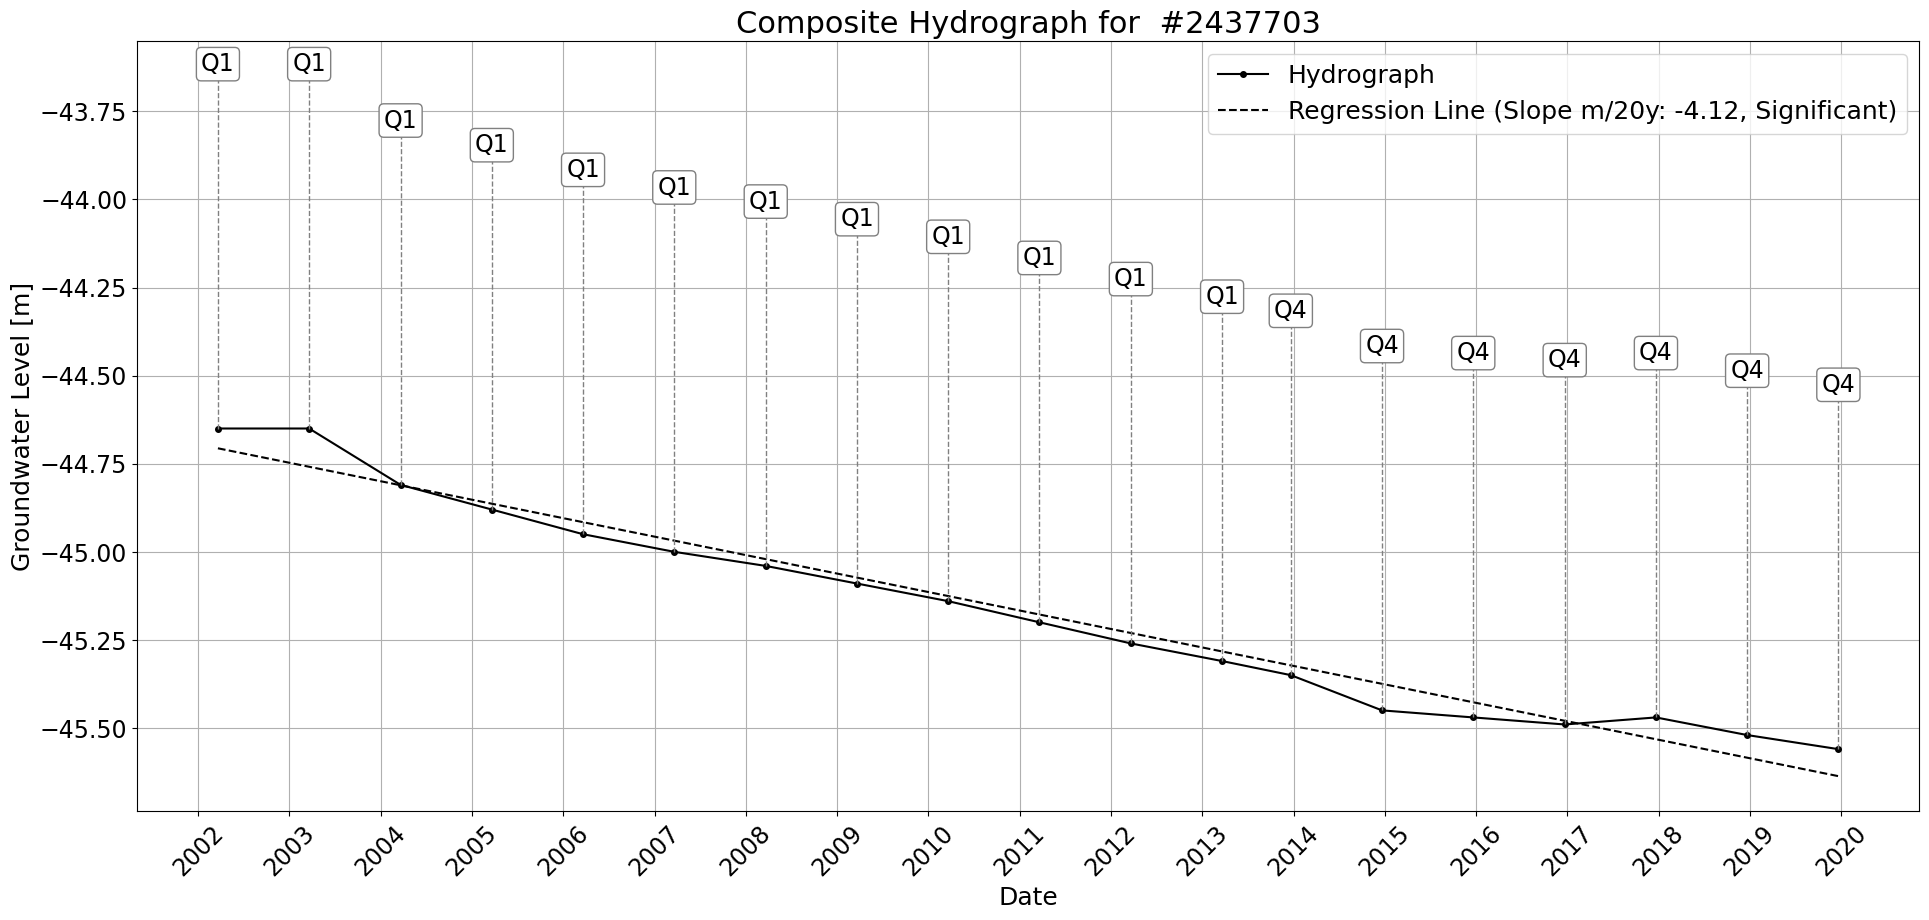 Composite Hydrograph for  #2437703
Hydrograph
Regression Line (Slope m/20y: -4.12, Significant)
Q1
Q1
Q1
Q1
Q1
Q1
Q1
Q1
Q1
Q1
Q1
Q1
Q4
Q4
Q4
Q4
Q4
Q4
Q4
Groundwater Level [m]
−43.75
−44.00
−44.25
−44.50
−44.75
−45.00
−45.25
−45.50
2002
2003
2004
2005
2006
2007
2008
2009
2010
2011
2012
2013
2014
2015
2016
2017
2018
2019
2020
Date